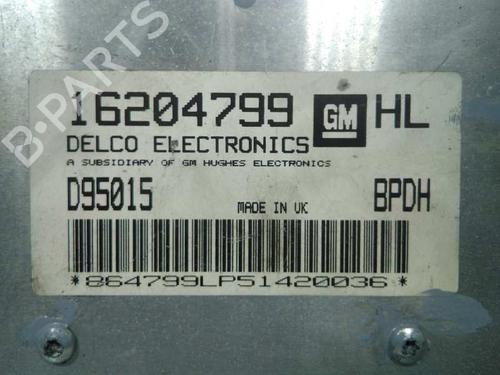 B-PARTS
16204799 GM HL
DELCO ELECTRONICS
A SUBSIDIARY OF GM HUGHES ELECTRONICS
D95015 MADE IN UK BPDH
*864799LP51420036*